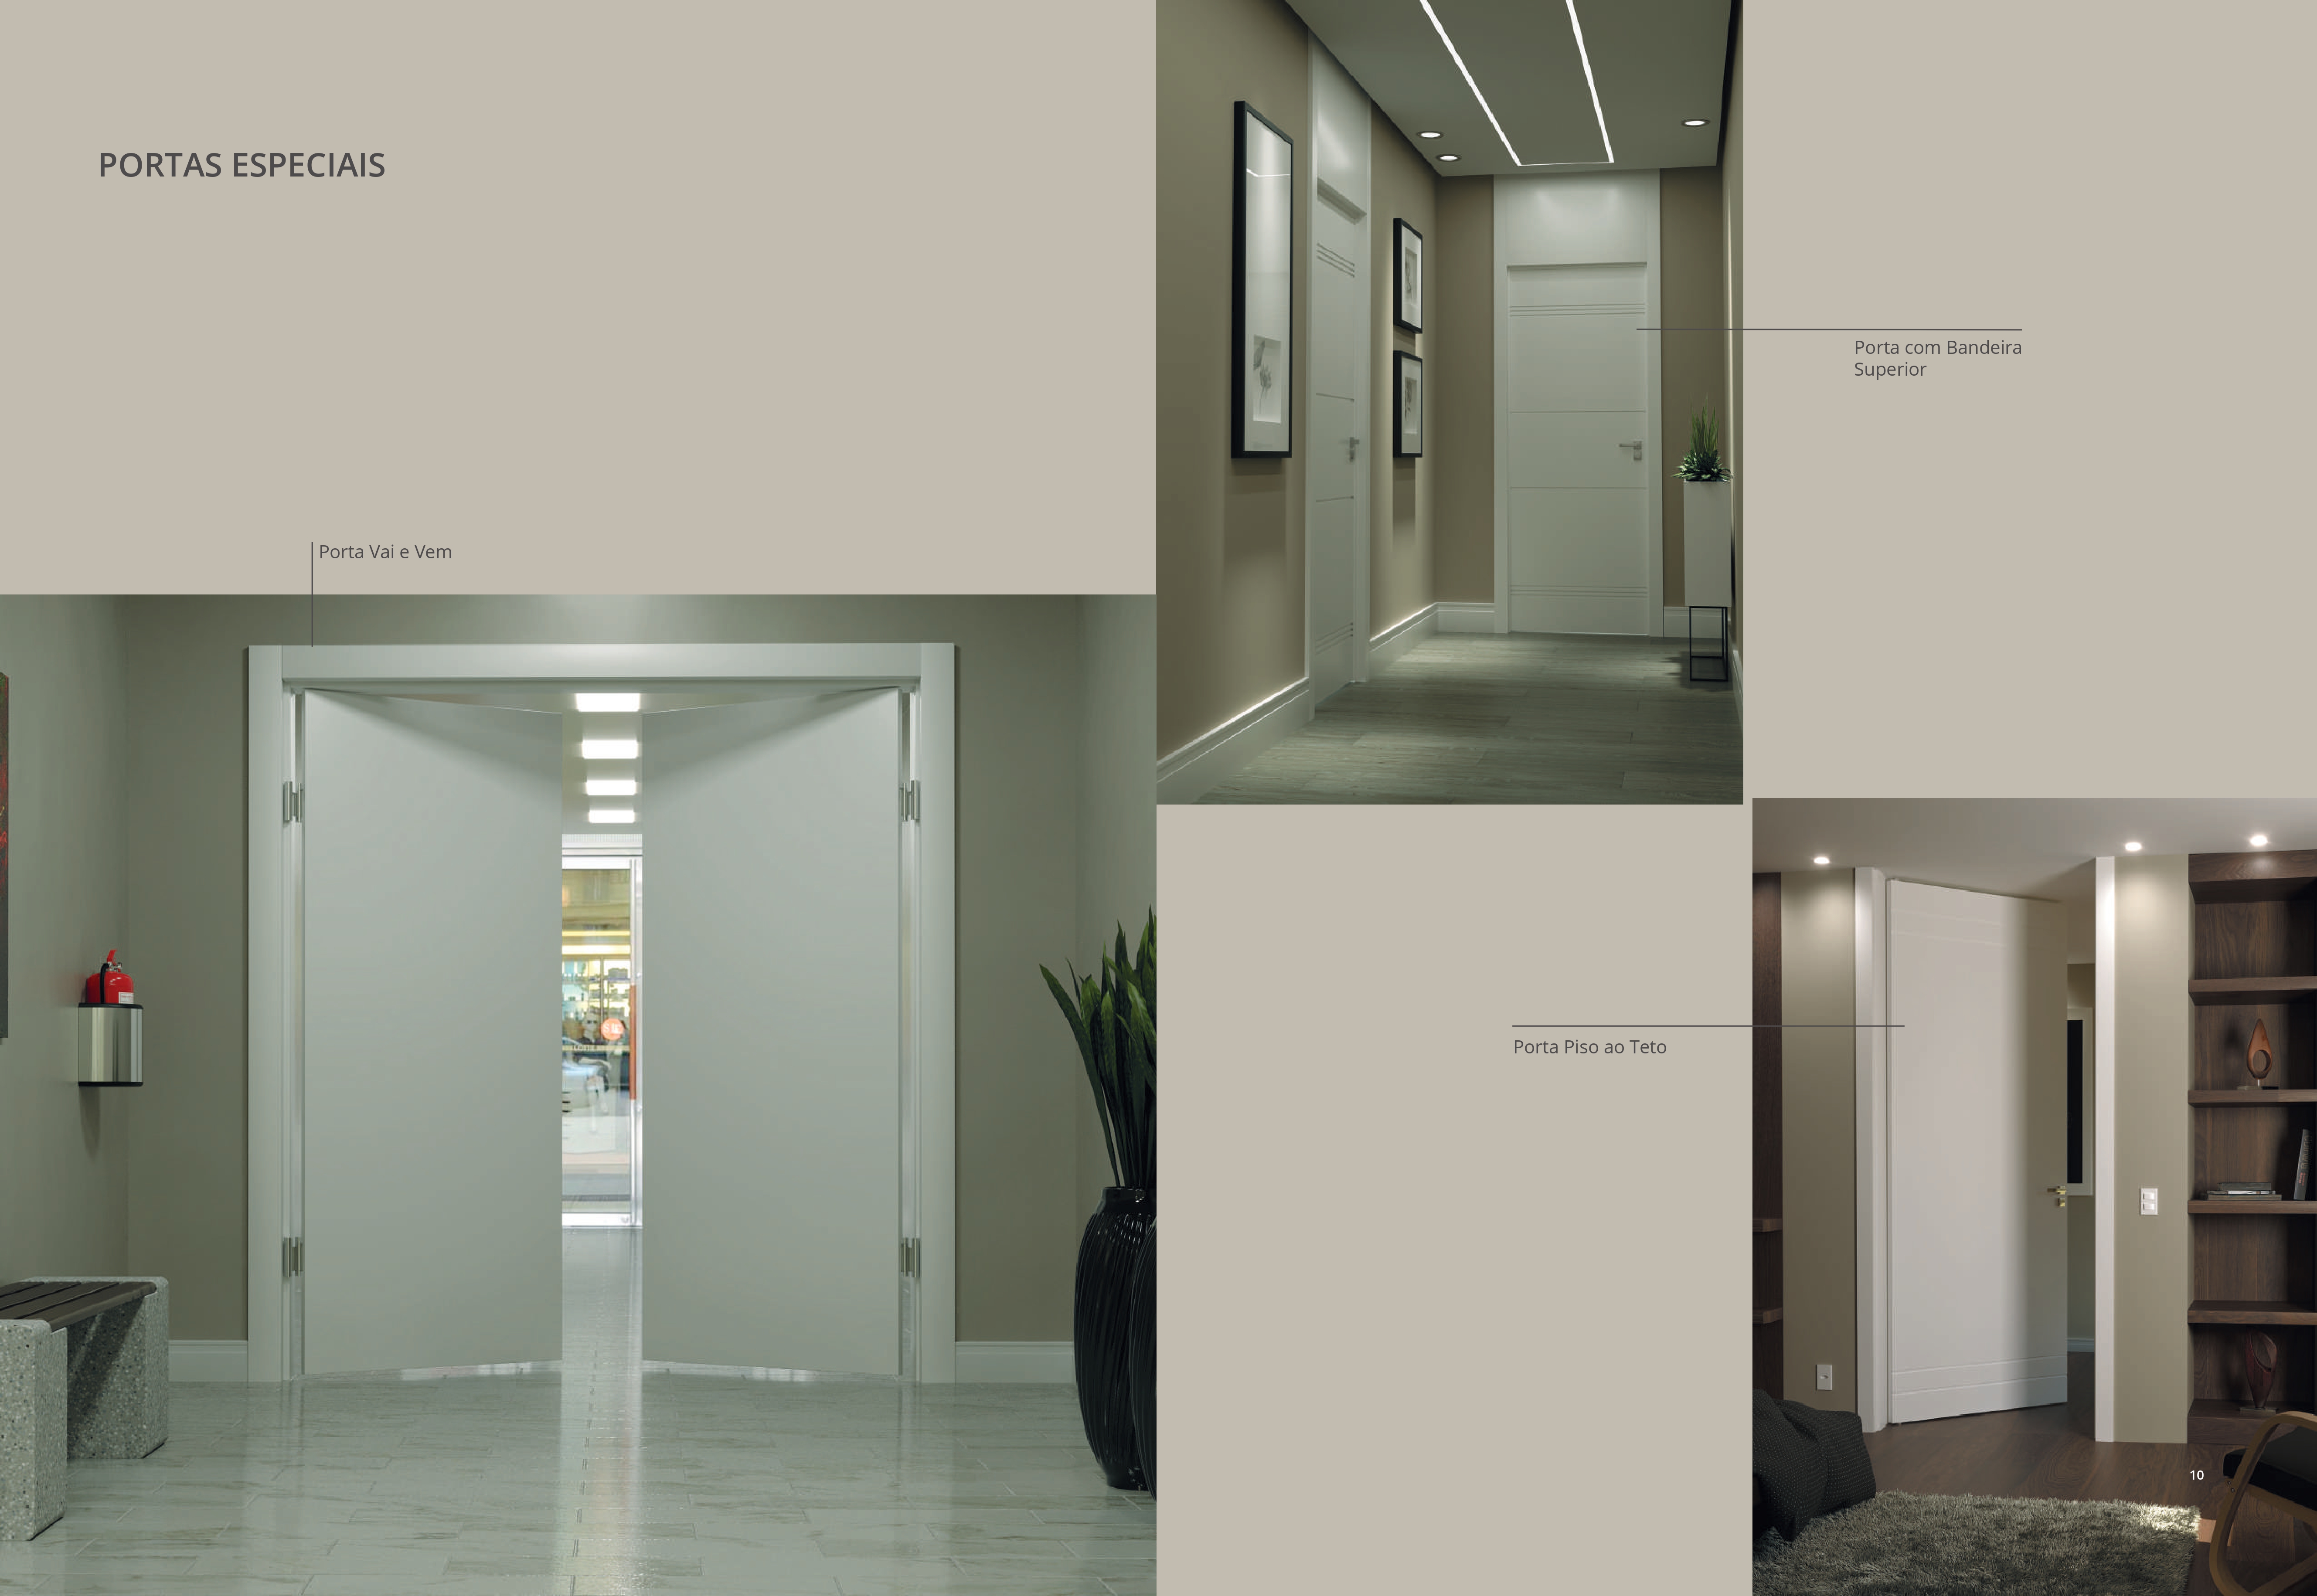 PORTAS ESPECIAIS
Porta Vai e Vem
Porta com Bandeira
Superior
Porta Piso ao Teto
10